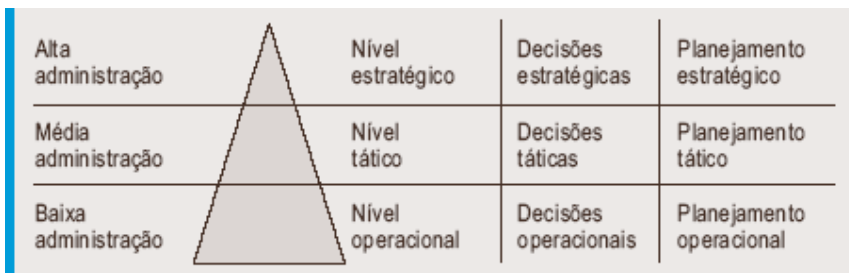 Alta administração
Nível estratégico
Decisões estratégicas
Planejamento estratégico
Média administração
Nível tático
Decisões táticas
Planejamento tático
Baixa administração
Nível operacional
Decisões operacionais
Planejamento operacional